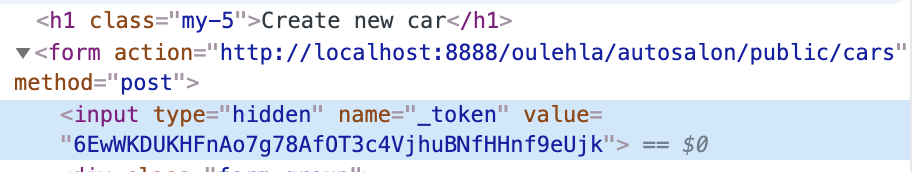 <h1 class="my-5">Create new car</h1>
▼<form action="http://localhost:8888/oulehla/autosalon/public/cars"
method="post">
<input type="hidden" name="_token" value=
"6EwWKDUKHFnAo7g78AfOT3c4VjhuBNfHHnf9eUjk"> == $0